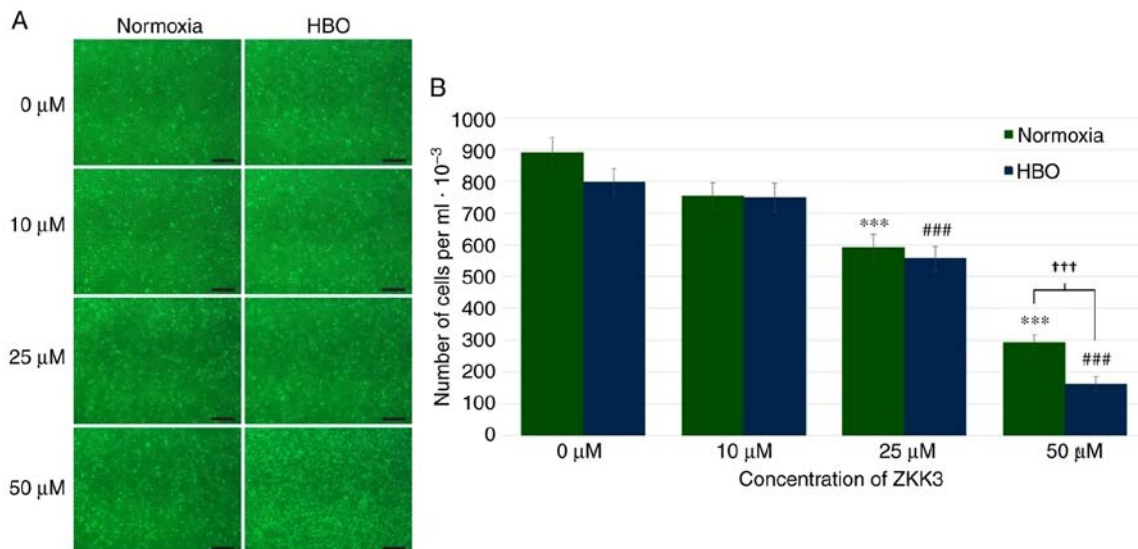 A
Normoxia HBO
0 μM
10 μM
25 μM
50 μM
B
Number of cells per ml · 10⁻³
1000
900
800
700
600
500
400
300
200
100
0
Normoxia
HBO
***
###
†††
***
###
0 μM 10 μM 25 μM 50 μM
Concentration of ZKK3